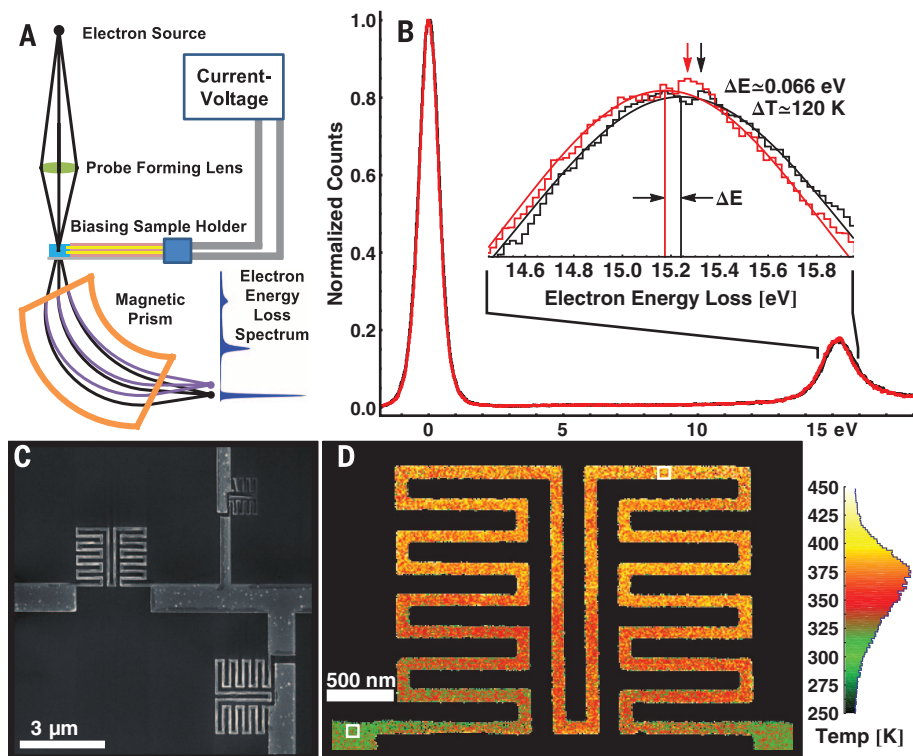 A
Electron Source
Current-
Voltage
Probe Forming Lens
Biasing Sample Holder
Magnetic
Prism
Electron
Energy
Loss
Spectrum
B
Normalized Counts
1.0
0.8
0.6
0.4
0.2
0.0
0
5
10
15 eV
ΔE≃0.066 eV
ΔT≃120 K
ΔE
14.6
14.8
15.0
15.2
15.4
15.6
15.8
Electron Energy Loss [eV]
C
3 µm
D
500 nm
450
400
375
350
325
300
250
Temp [K]